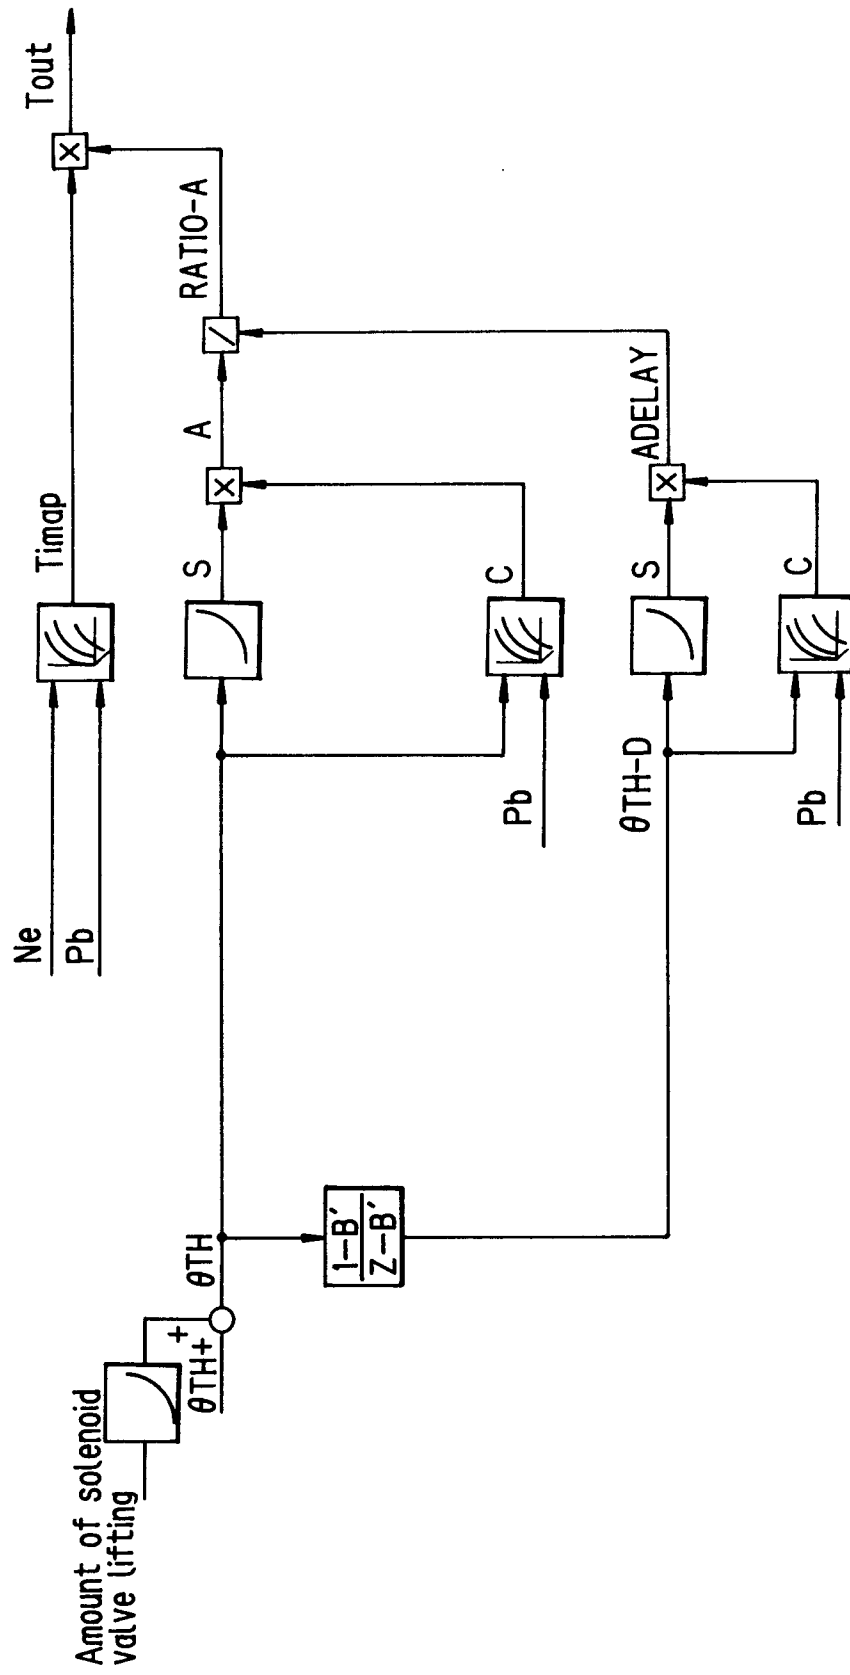 Amount of solenoid
valve lifting
+
θTH+
θTH
1-B′
Z-B′
Ne
Pb
Timap
X
Tout
S
X
A
/
RATIO-A
Pb
C
θTH-D
S
X
ADELAY
Pb
C